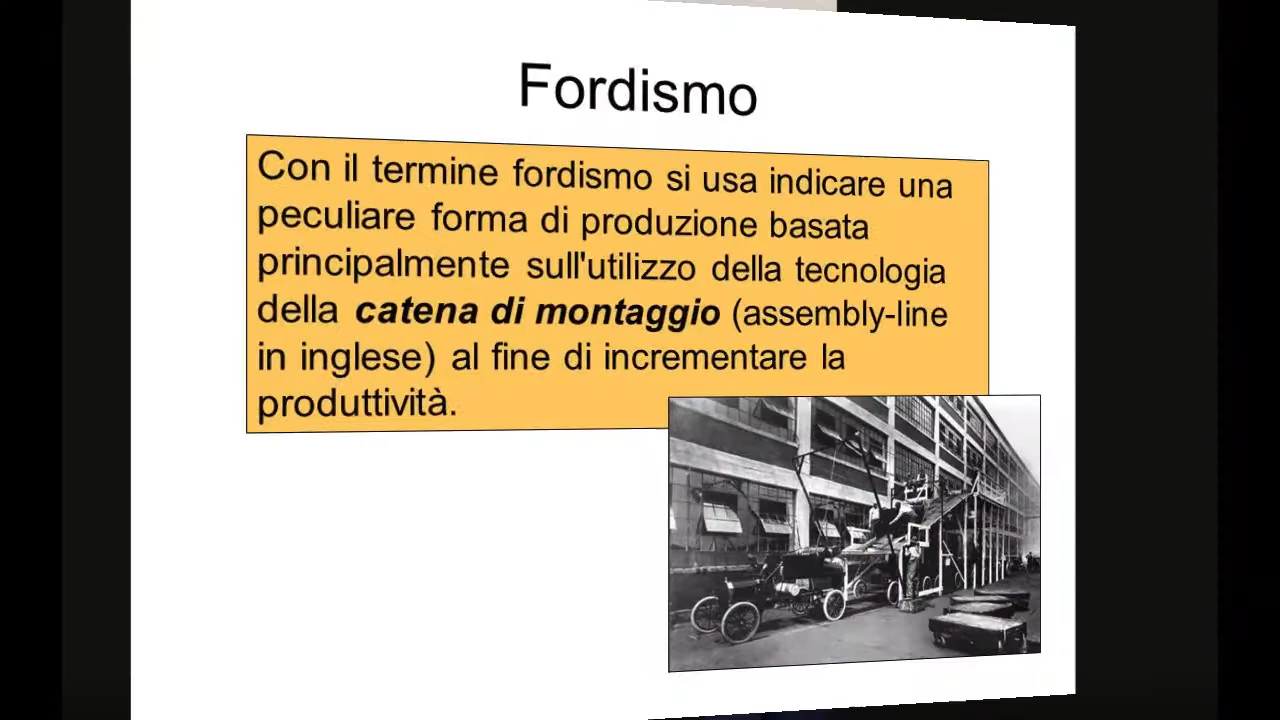 Fordismo
Con il termine fordismo si usa indicare una
peculiare forma di produzione basata
principalmente sull'utilizzo della tecnologia
della catena di montaggio (assembly-line
in inglese) al fine di incrementare la
produttività.